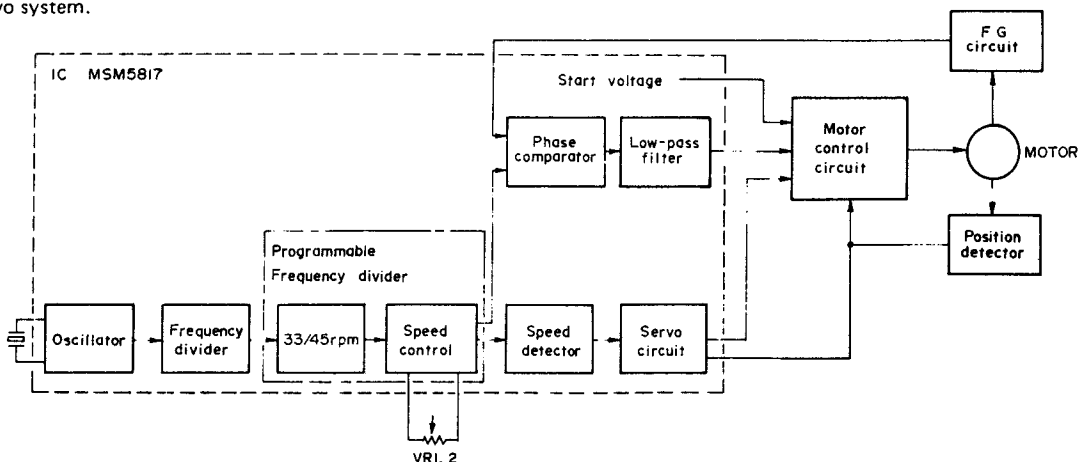 vo system.
IC MSM5817
Start voltage
F G
circuit
Phase
comparator
Low-pass
filter
Motor
control
circuit
MOTOR
Position
detector
Programmable
Frequency divider
Oscillator
Frequency
divider
33/45rpm
Speed
control
Speed
detector
Servo
circuit
VR1, 2